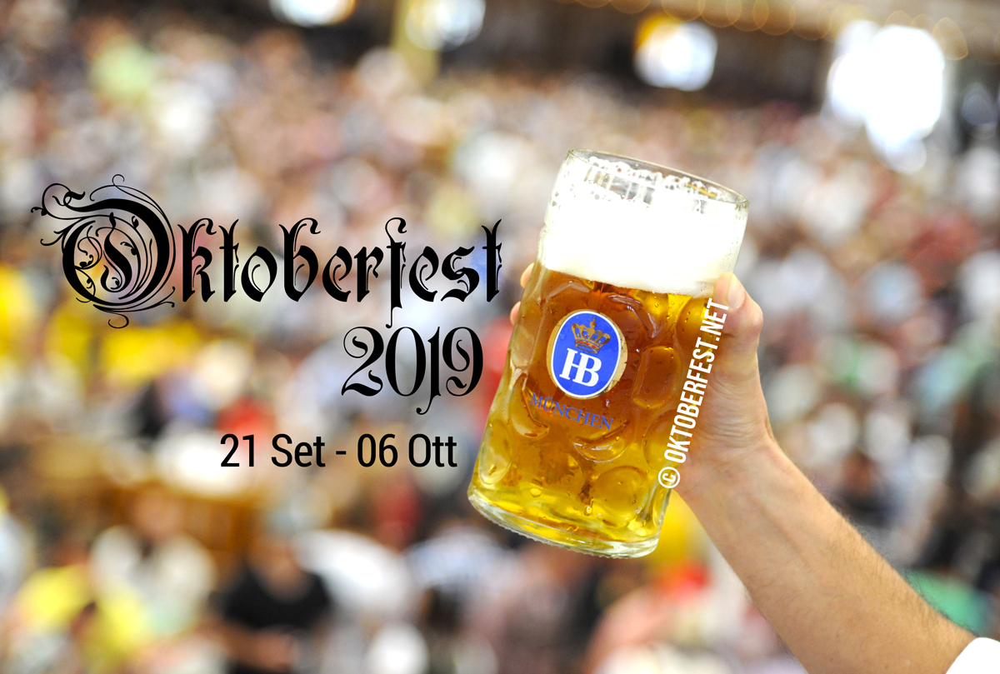 Oktoberfest
2019
21 Set - 06 Ott
HB
MÜNCHEN
© OKTOBERFEST.NET